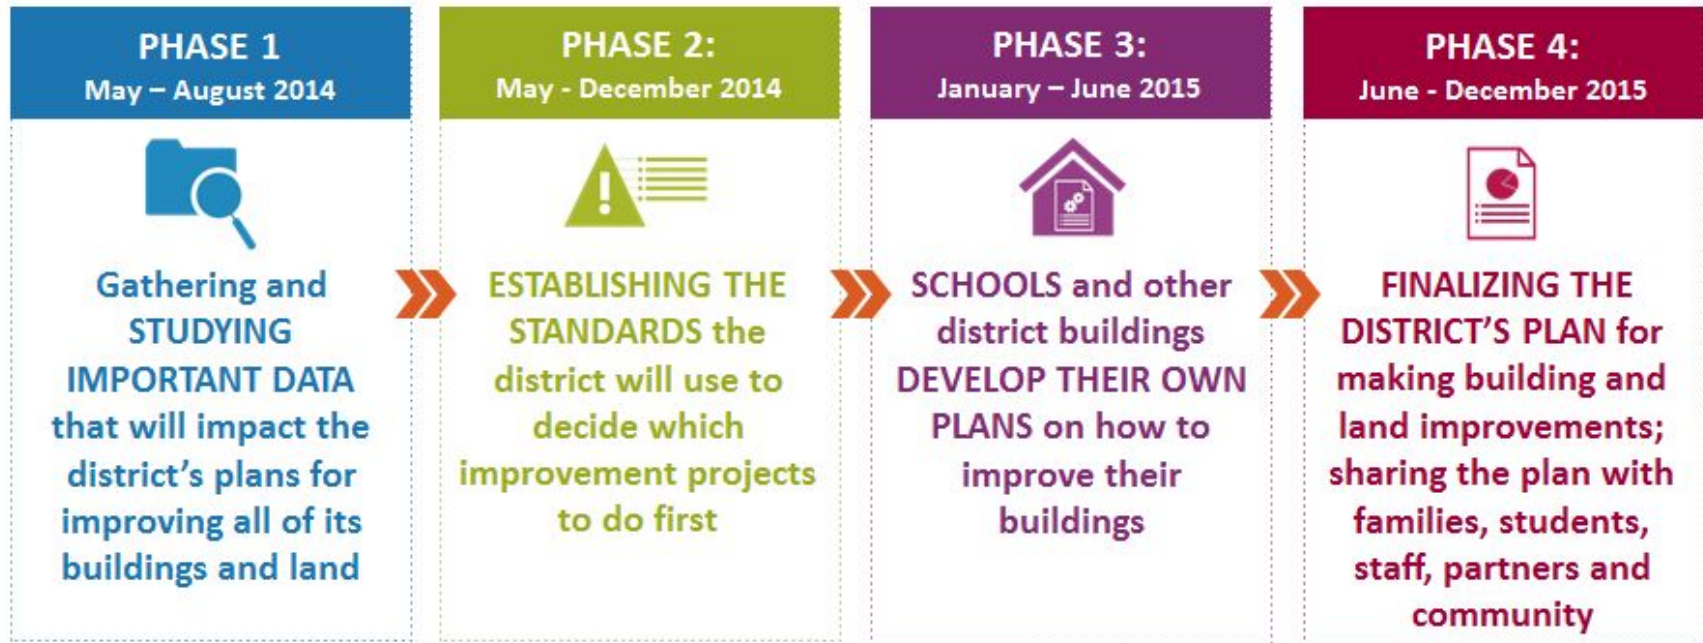 PHASE 1
May – August 2014
Gathering and
STUDYING
IMPORTANT DATA
that will impact the
district’s plans for
improving all of its
buildings and land
PHASE 2:
May - December 2014
ESTABLISHING THE
STANDARDS the
district will use to
decide which
improvement projects
to do first
PHASE 3:
January – June 2015
SCHOOLS and other
district buildings
DEVELOP THEIR OWN
PLANS on how to
improve their
buildings
PHASE 4:
June - December 2015
FINALIZING THE
DISTRICT’S PLAN for
making building and
land improvements;
sharing the plan with
families, students,
staff, partners and
community